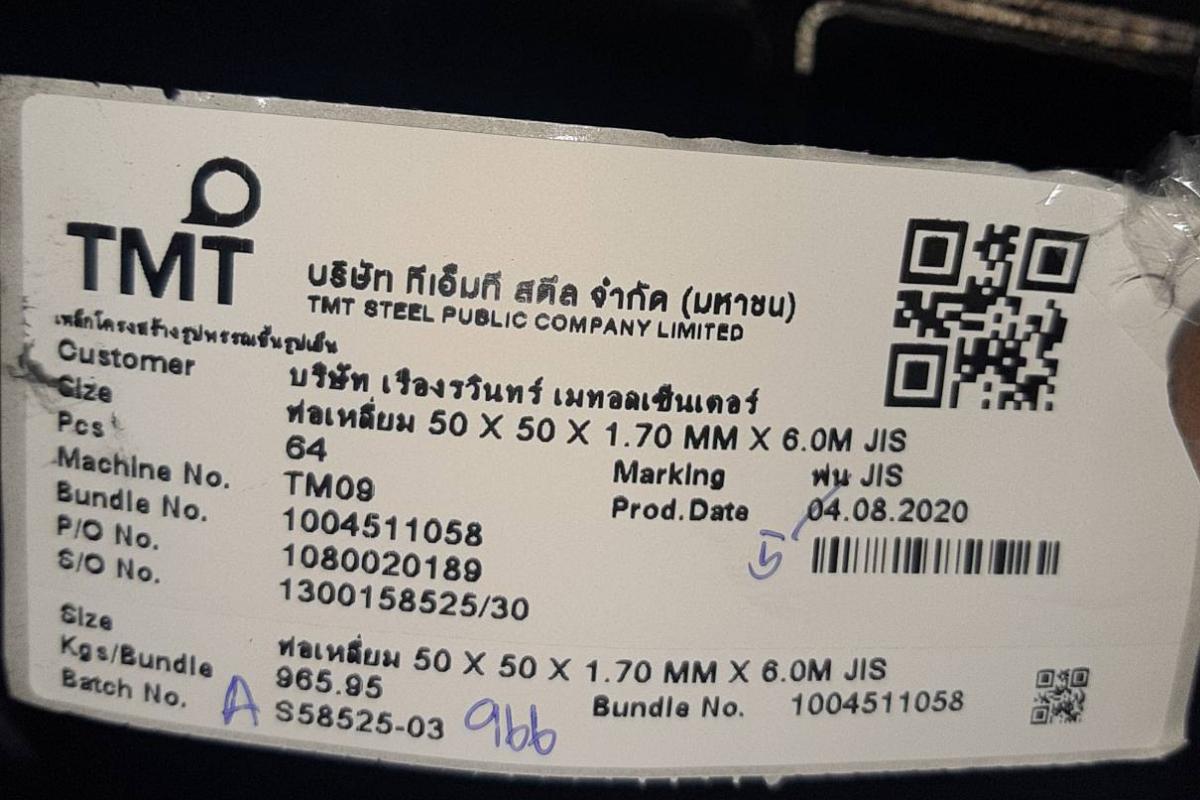 TMT
บริษัท ทีเอ็มที สตีล จำกัด (มหาชน)
TMT STEEL PUBLIC COMPANY LIMITED
เหล็กโครงสร้างรูปพรรณขึ้นรูปเย็น
Customer บริษัท เรืองรวินทร์ เมทอลเซ็นเตอร์
Size ท่อเหลี่ยม 50 X 50 X 1.70 MM X 6.0M JIS
Pcs 64 Marking พ่น JIS
Machine No. TM09 Prod.Date 04.08.2020
5
Bundle No. 1004511058
P/O No. 1080020189
S/O No. 1300158525/30
Size ท่อเหลี่ยม 50 X 50 X 1.70 MM X 6.0M JIS
Kgs/Bundle 965.95 Bundle No. 1004511058
Batch No. A S58525-03 966